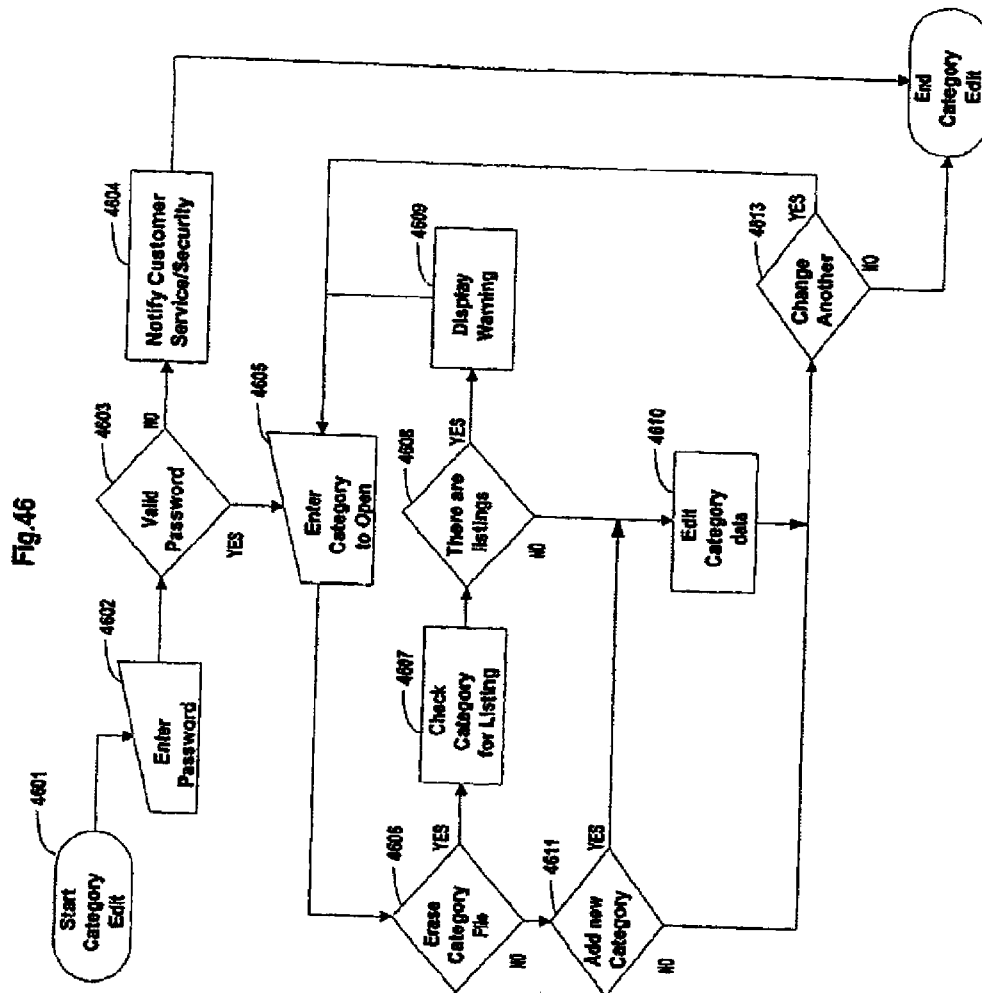 Fig.46
4601
Start
Category
Edit
4602
Enter
Password
4603
Valid
Password
NO
YES
4604
Notify Customer
Service/Security
4605
Enter
Category
to Open
4606
Erase
Category
File
YES
NO
4607
Check
Category
for Listing
4608
There are
listings
YES
NO
4609
Display
Warning
4611
Add new
Category
YES
NO
4610
Edit
Category
data
4613
Change
Another
YES
NO
End
Category
Edit